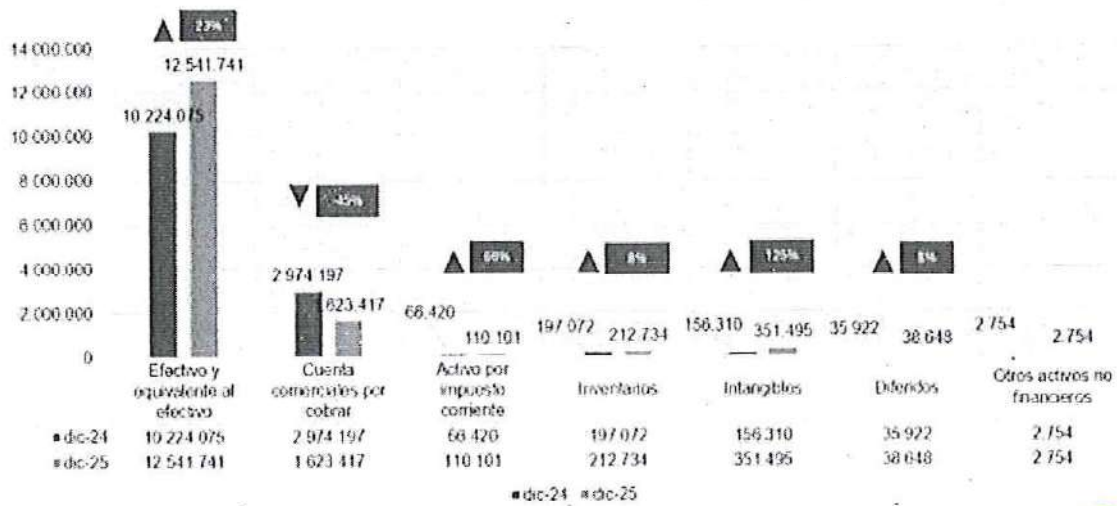 23%
14 000 000
12 541.741
12 000 000
10 224 075
10 000 000
8 000 000
-45%
6 000 000
66%
8%
125%
8%
4 000 000
2 974 197
2 000 000
623.417
66.420
110.101
197 072
212 734
156.310
351.495
35 922
38 648
2.754
2.754
0
Efectivo y equivalente al efectivo
Cuenta comerciales por cobrar
Activo por impuesto corriente
Inventarios
Intangibles
Diferidos
Otros activos no financieros
dic-24 10 224 075 2 974 197 66 420 197 072 156 310 35 922 2.754
dic-25 12 541.741 1 623 417 110 101 212.734 351.495 38 648 2.754
dic-24 dic-25